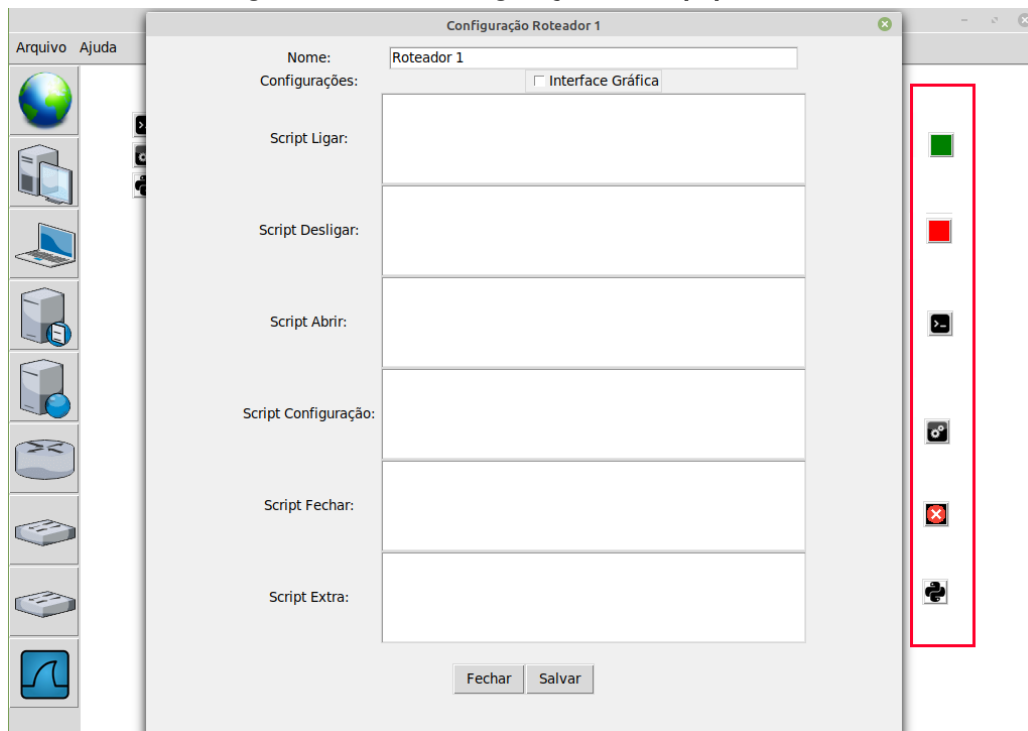 Configuração Roteador 1
Arquivo Ajuda
Nome:
Roteador 1
Configurações:
Interface Gráfica
Script Ligar:
Script Desligar:
Script Abrir:
Script Configuração:
Script Fechar:
Script Extra:
Fechar
Salvar